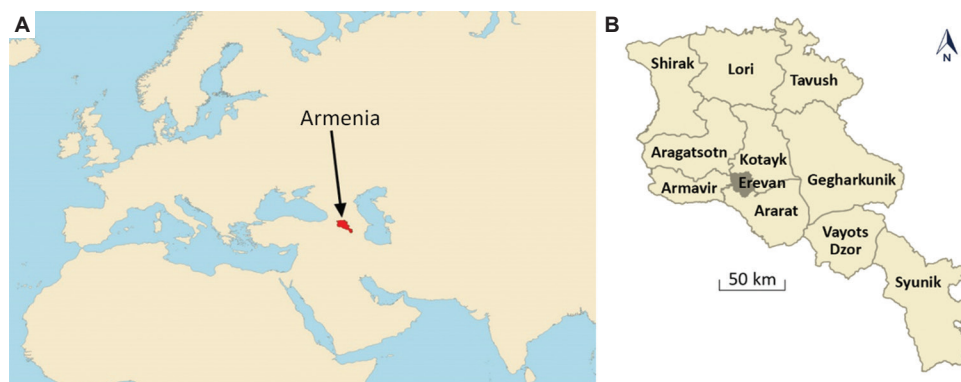 A
Armenia
B
N
Shirak
Lori
Tavush
Aragatsotn
Kotayk
Gegharkunik
Armavir
Erevan
Ararat
Vayots
Dzor
Syunik
50 km